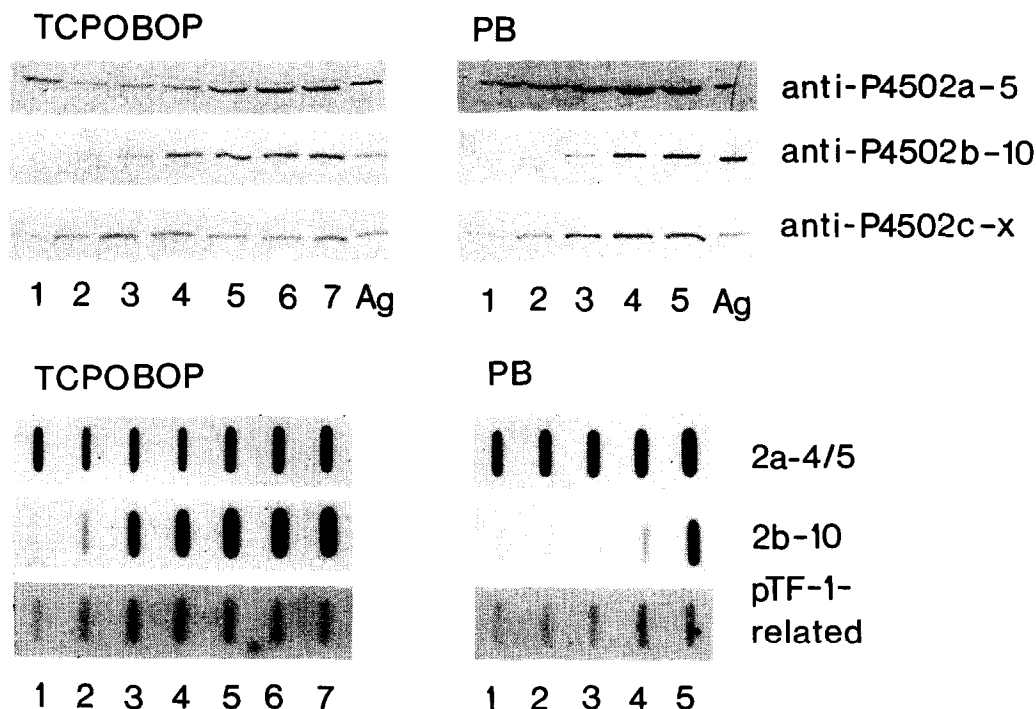 TCPOBOP PB
anti-P4502a-5
anti-P4502b-10
anti-P4502c-x
1 2 3 4 5 6 7 Ag 1 2 3 4 5 Ag
TCPOBOP PB
2a-4/5
2b-10
pTF-1-
related
1 2 3 4 5 6 7 1 2 3 4 5